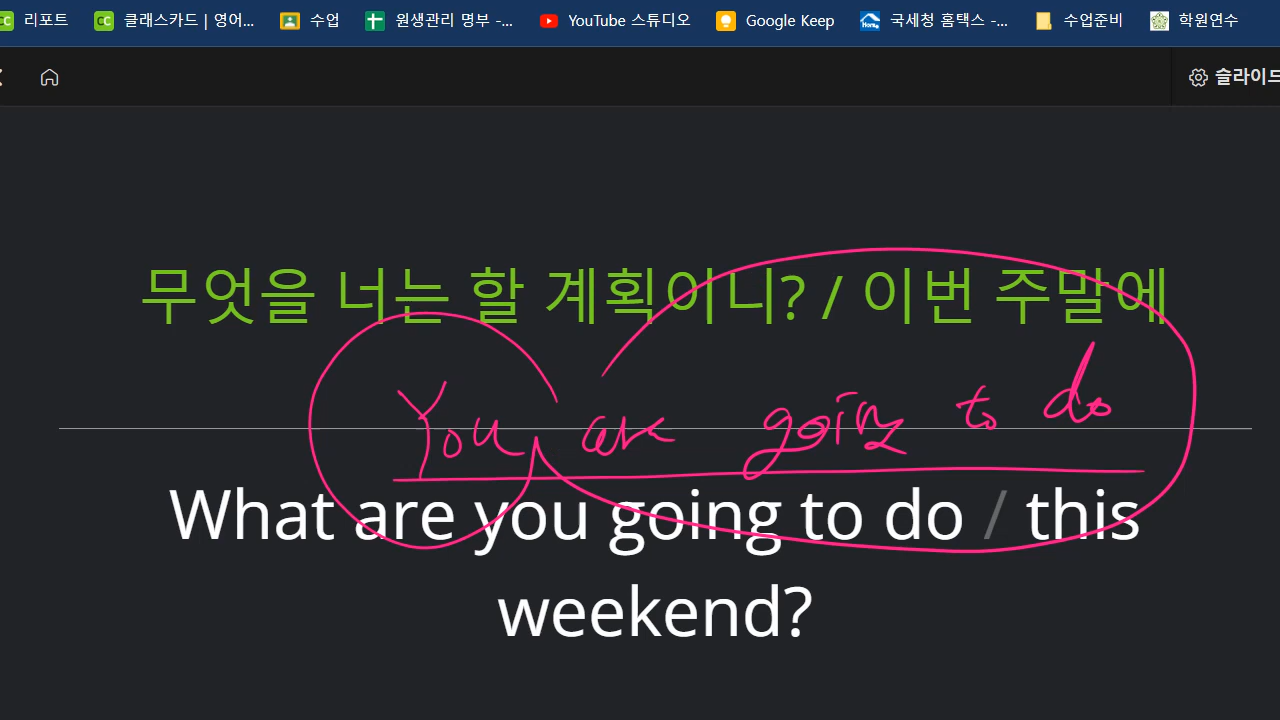 리포트 클래스카드 | 영어... 수업 원생관리 명부 -... YouTube 스튜디오 Google Keep 국세청 홈택스 -... 수업준비 학원연수
슬라이드
무엇을 너는 할 계획이니? / 이번 주말에
You are going to do
What are you going to do / this
weekend?